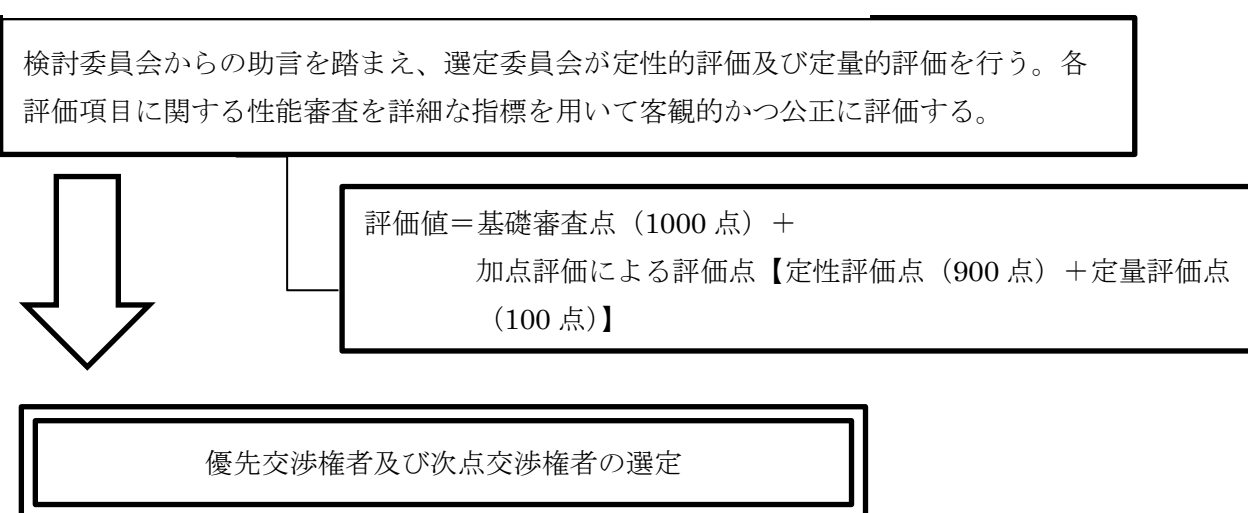 検討委員会からの助言を踏まえ、選定委員会が定性的評価及び定量的評価を行う。各
評価項目に関する性能審査を詳細な指標を用いて客観的かつ公正に評価する。
評価値＝基礎審査点（1000 点）＋
加点評価による評価点【定性評価点（900 点）＋定量評価点
（100 点）】
優先交渉権者及び次点交渉権者の選定